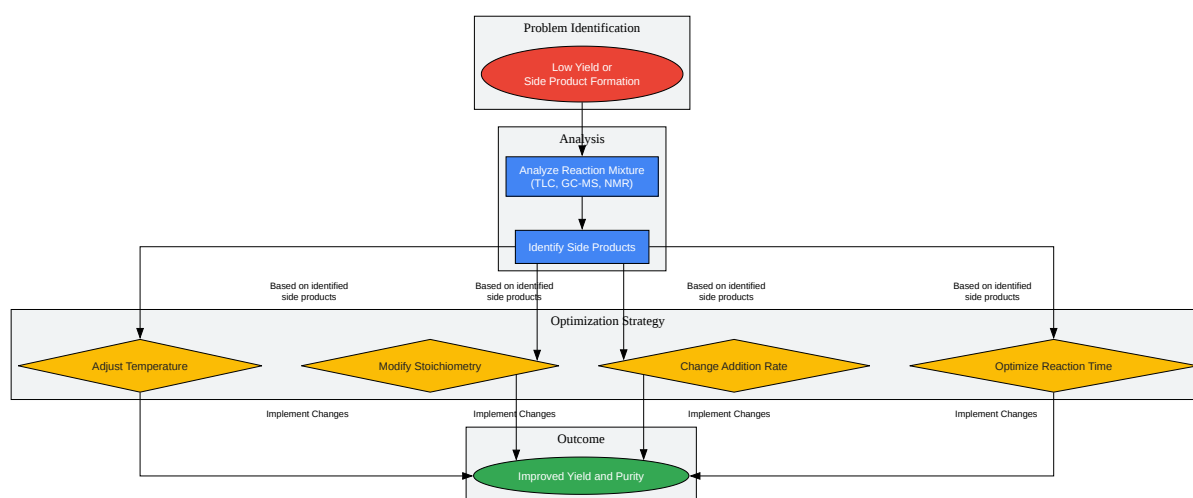 Problem Identification
Low Yield or
Side Product Formation
Analysis
Analyze Reaction Mixture
(TLC, GC-MS, NMR)
Identify Side Products
Based on identified
side products
Based on identified
side products
Based on identified
side products
Based on identified
side products
Optimization Strategy
Adjust Temperature
Modify Stoichiometry
Change Addition Rate
Optimize Reaction Time
Implement Changes
Implement Changes
Implement Changes
Implement Changes
Outcome
Improved Yield and Purity